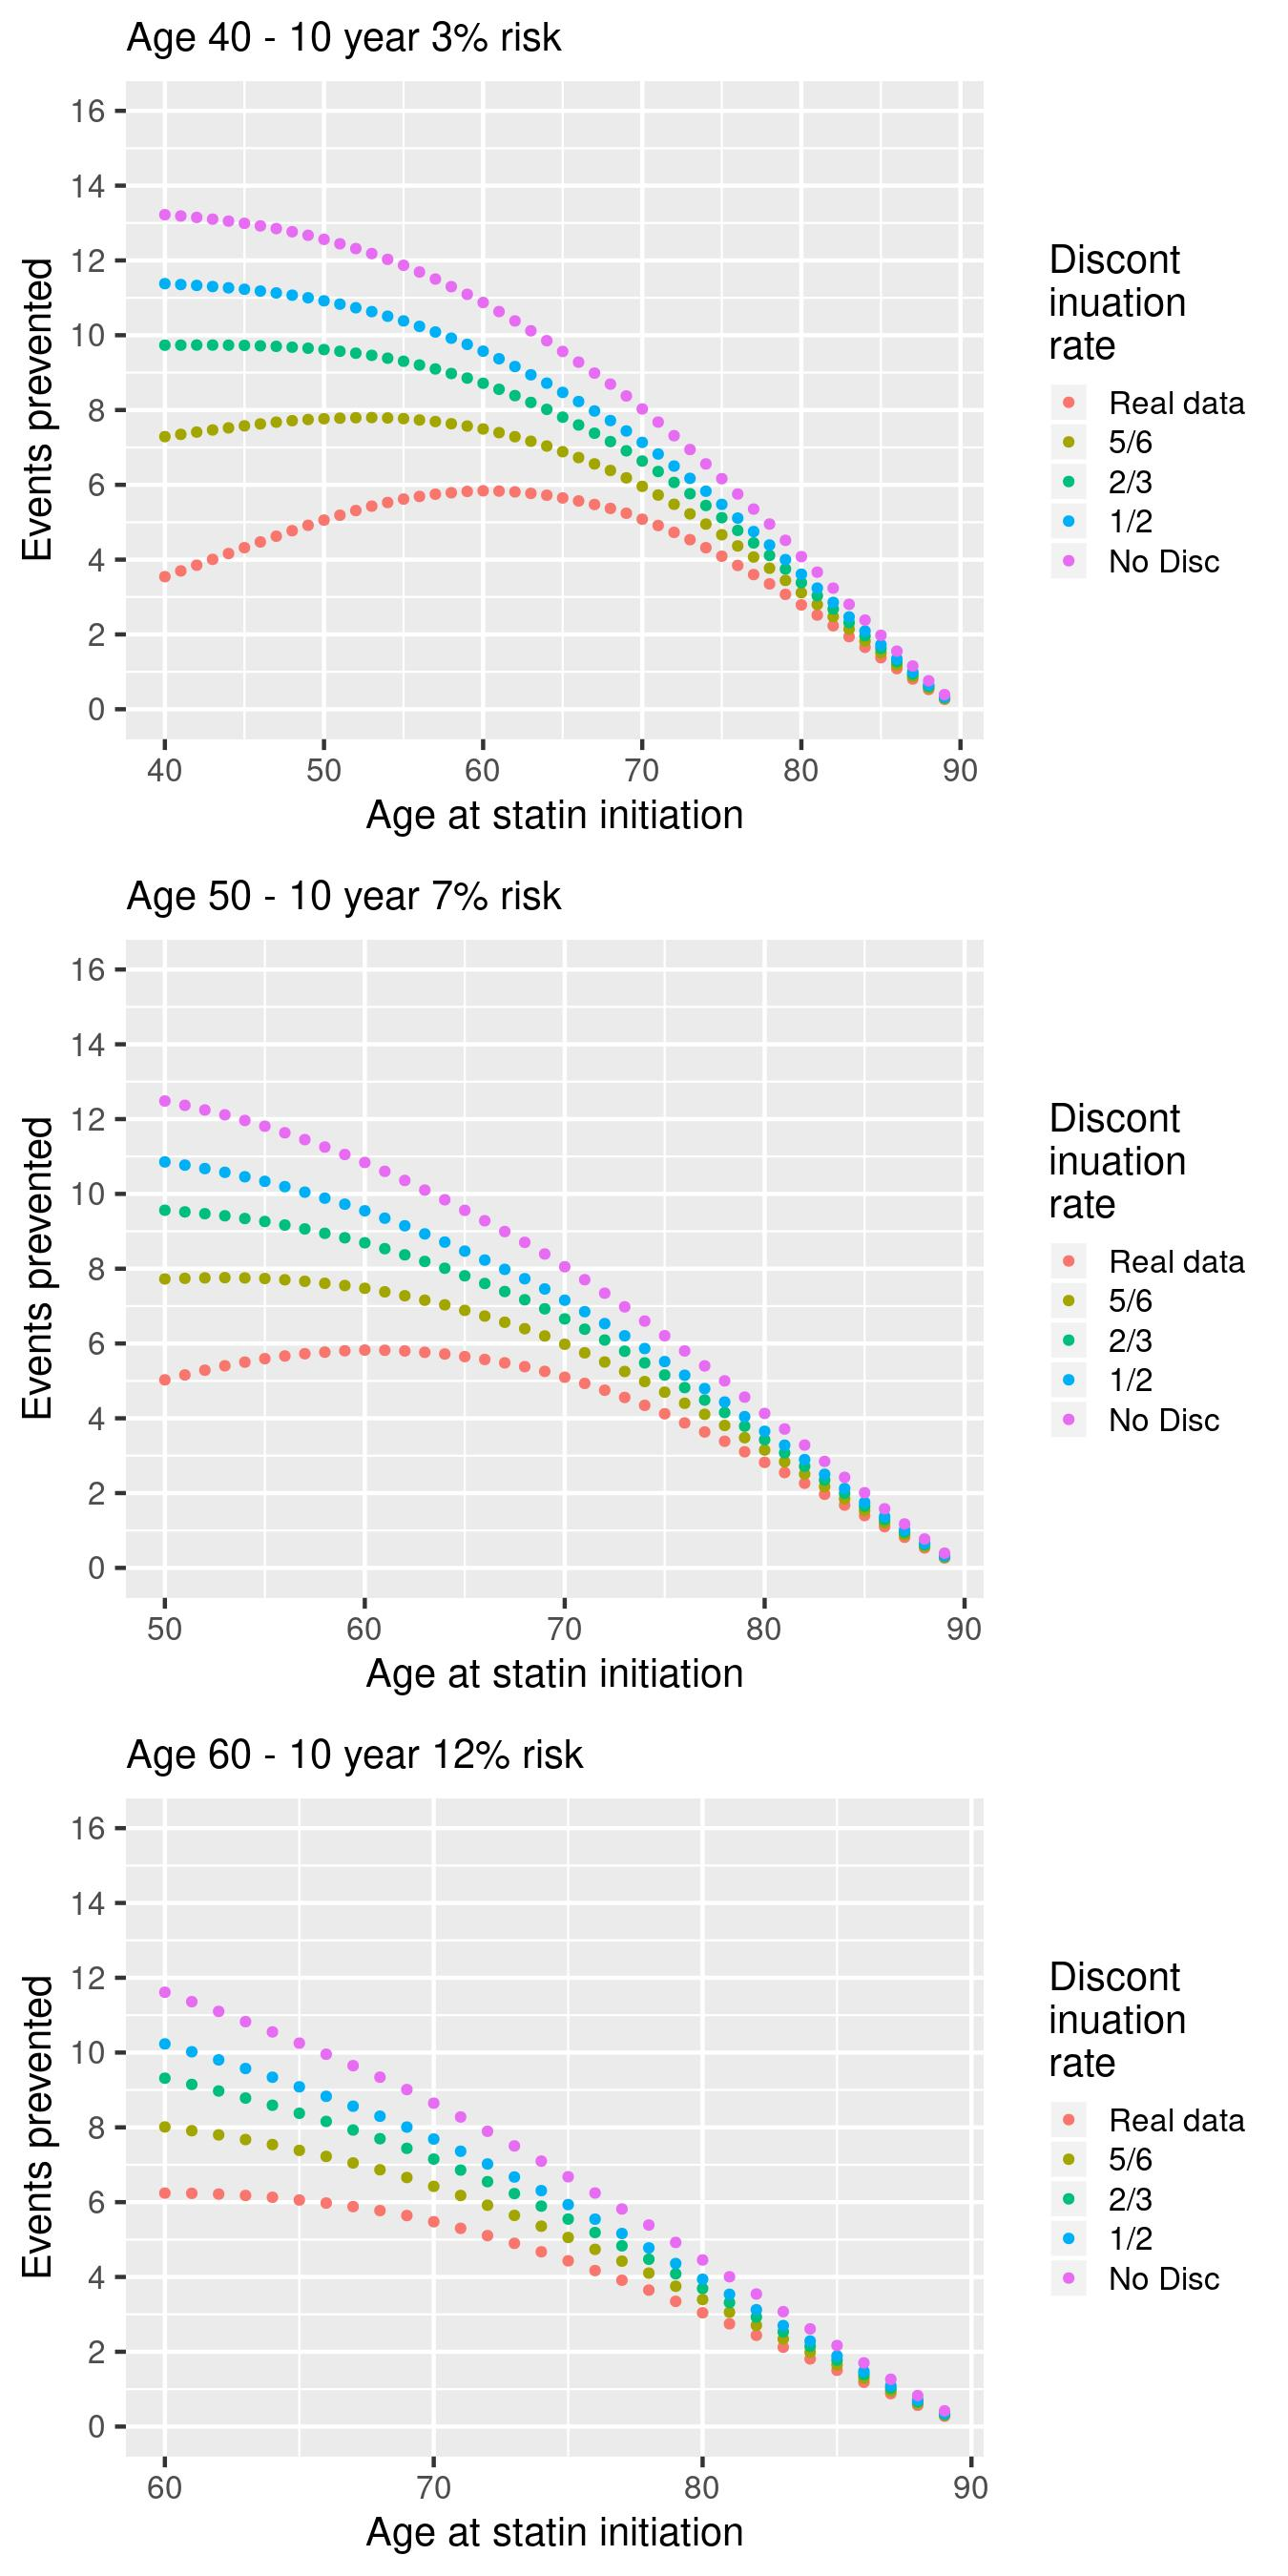 Age 40 - 10 year 3% risk
16
14
12
10
8
6
4
2
0
Events prevented
40 50 60 70 80 90
Age at statin initiation
Discont
inuation
rate
Real data
5/6
2/3
1/2
No Disc
Age 50 - 10 year 7% risk
16
14
12
10
8
6
4
2
0
Events prevented
50 60 70 80 90
Age at statin initiation
Discont
inuation
rate
Real data
5/6
2/3
1/2
No Disc
Age 60 - 10 year 12% risk
16
14
12
10
8
6
4
2
0
Events prevented
60 70 80 90
Age at statin initiation
Discont
inuation
rate
Real data
5/6
2/3
1/2
No Disc